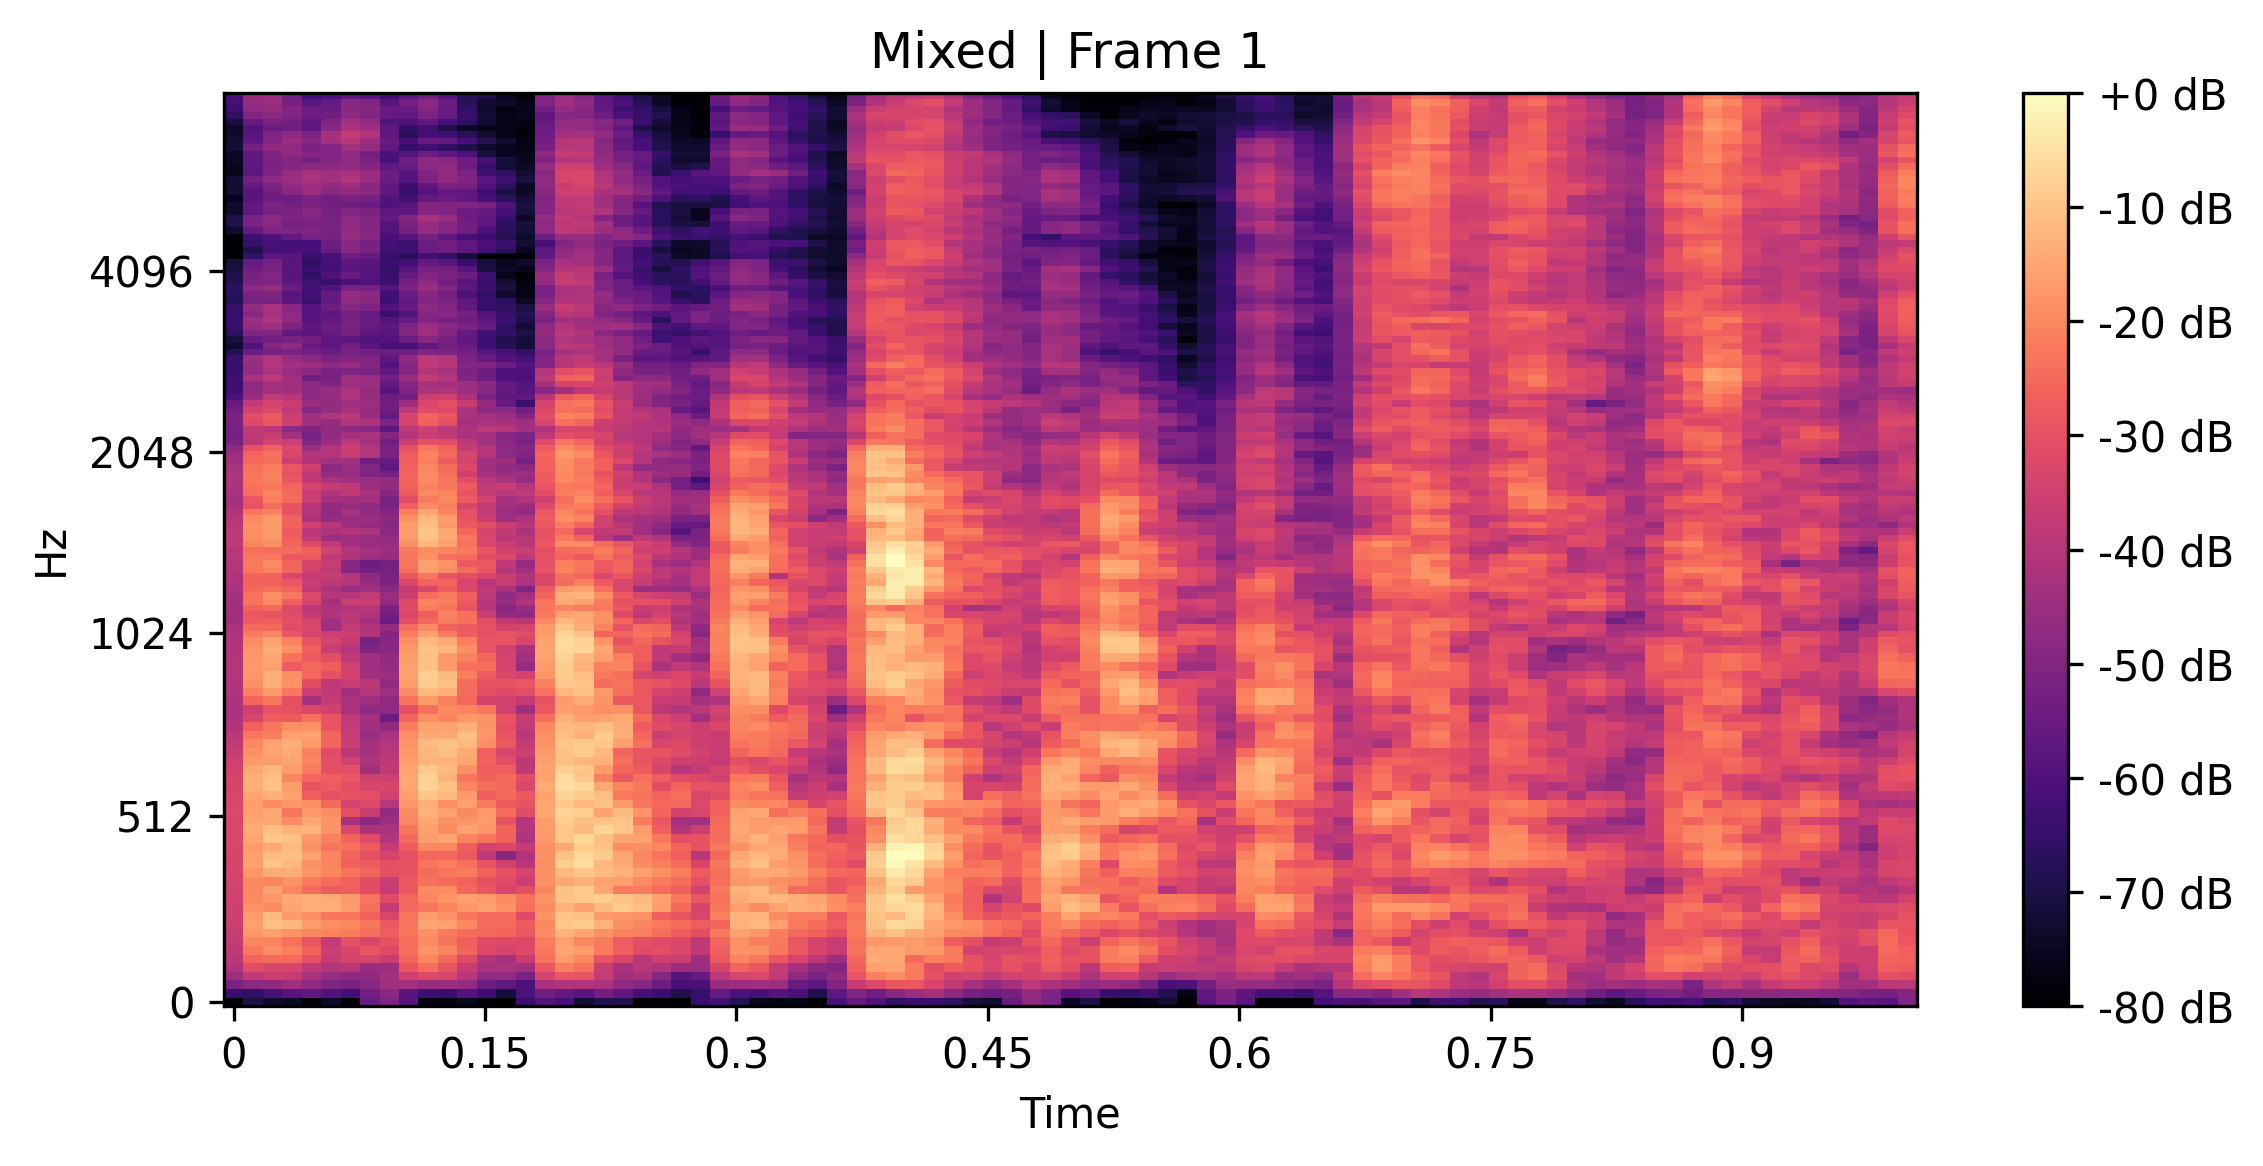 Mixed | Frame 1
+0 dB
-10 dB
-20 dB
-30 dB
-40 dB
-50 dB
-60 dB
-70 dB
-80 dB
Hz
4096
2048
1024
512
0
0
0.15
0.3
0.45
0.6
0.75
0.9
Time